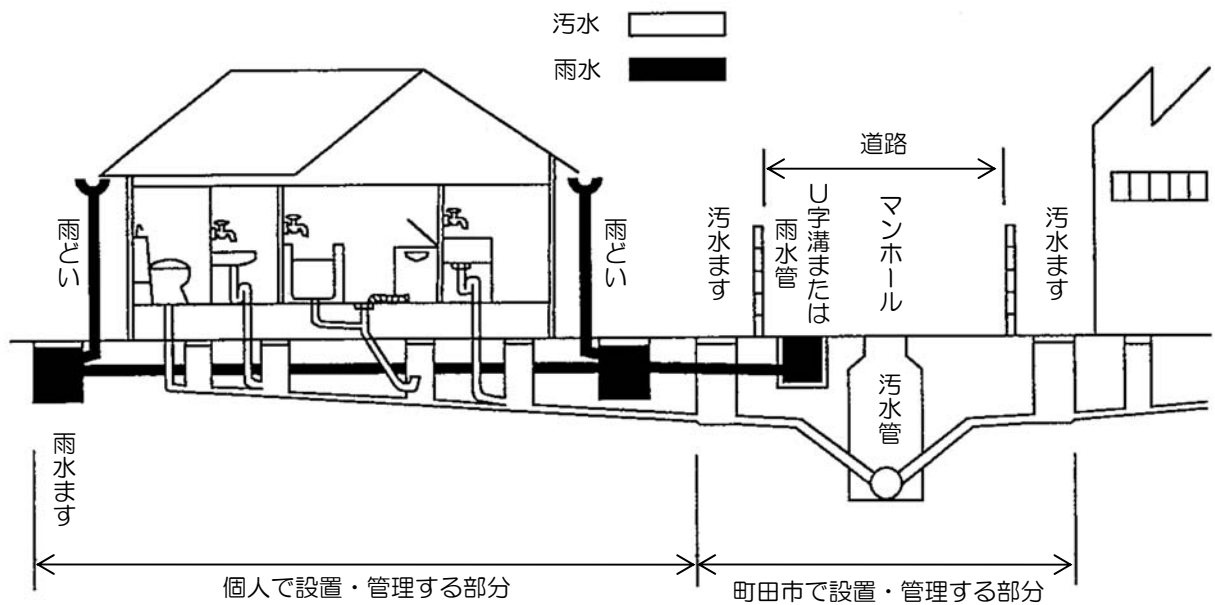 汚水
雨水
道路
雨どい
雨どい
汚水ます
U字溝または
雨水管
マンホール
汚水ます
汚水管
雨水ます
個人で設置・管理する部分
町田市で設置・管理する部分